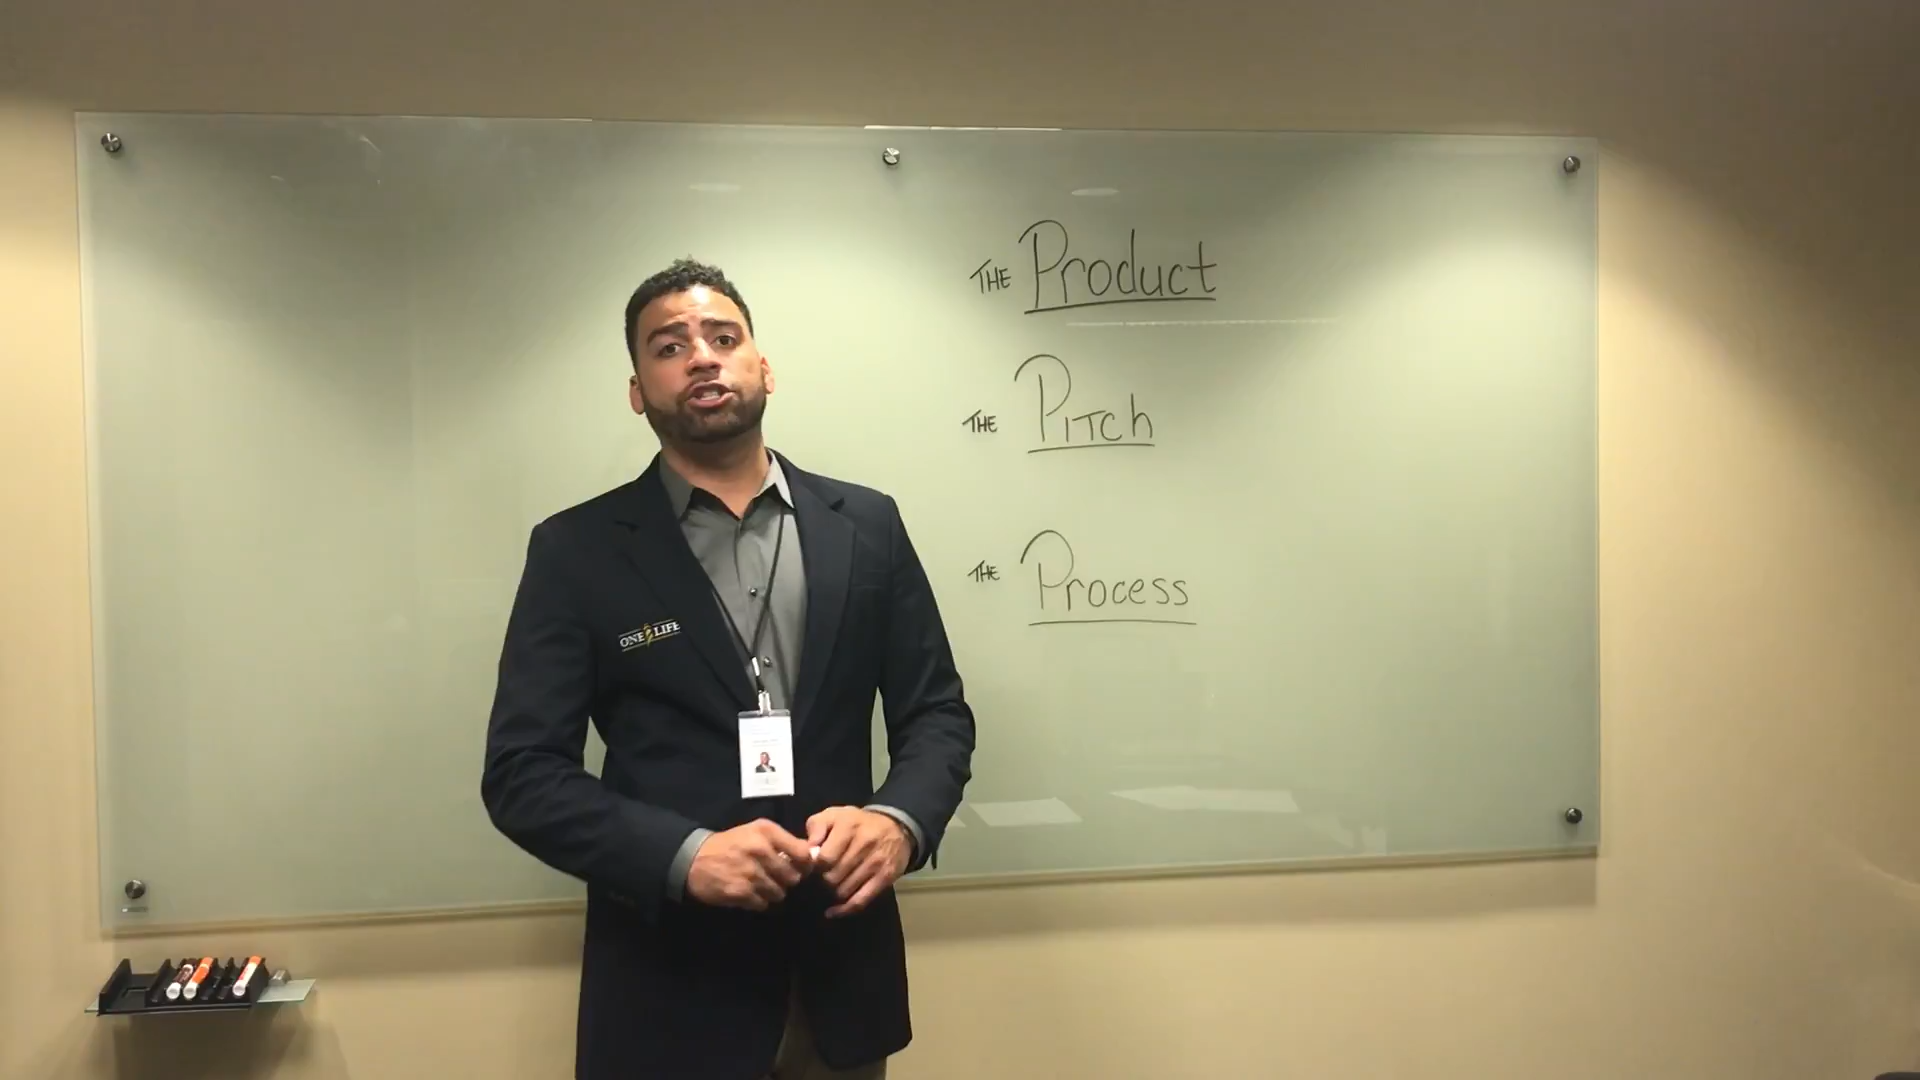 THE Product
THE Pitch
THE Process
ONE LIFE